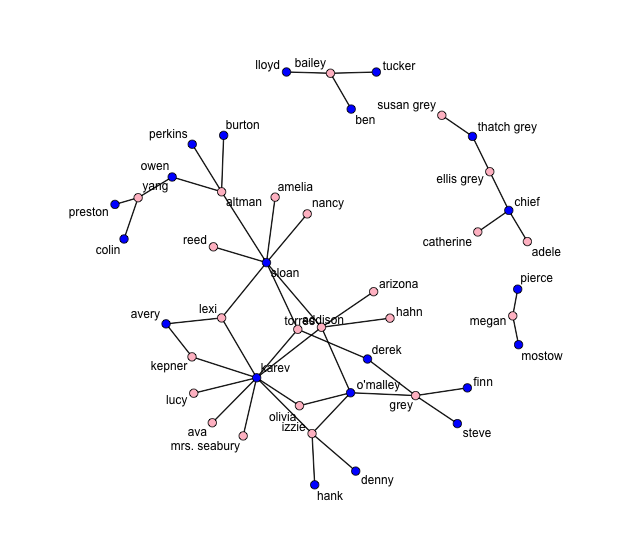 lloyd
bailey
tucker
ben
susan grey
thatch grey
perkins
burton
owen
yang
ellis grey
preston
altman
amelia
nancy
chief
colin
reed
catherine
adele
sloan
pierce
arizona
avery
lexi
torres
addison
hahn
megan
mostow
kepner
karev
derek
o'malley
finn
lucy
grey
olivia
ava
izzie
steve
mrs. seabury
denny
hank